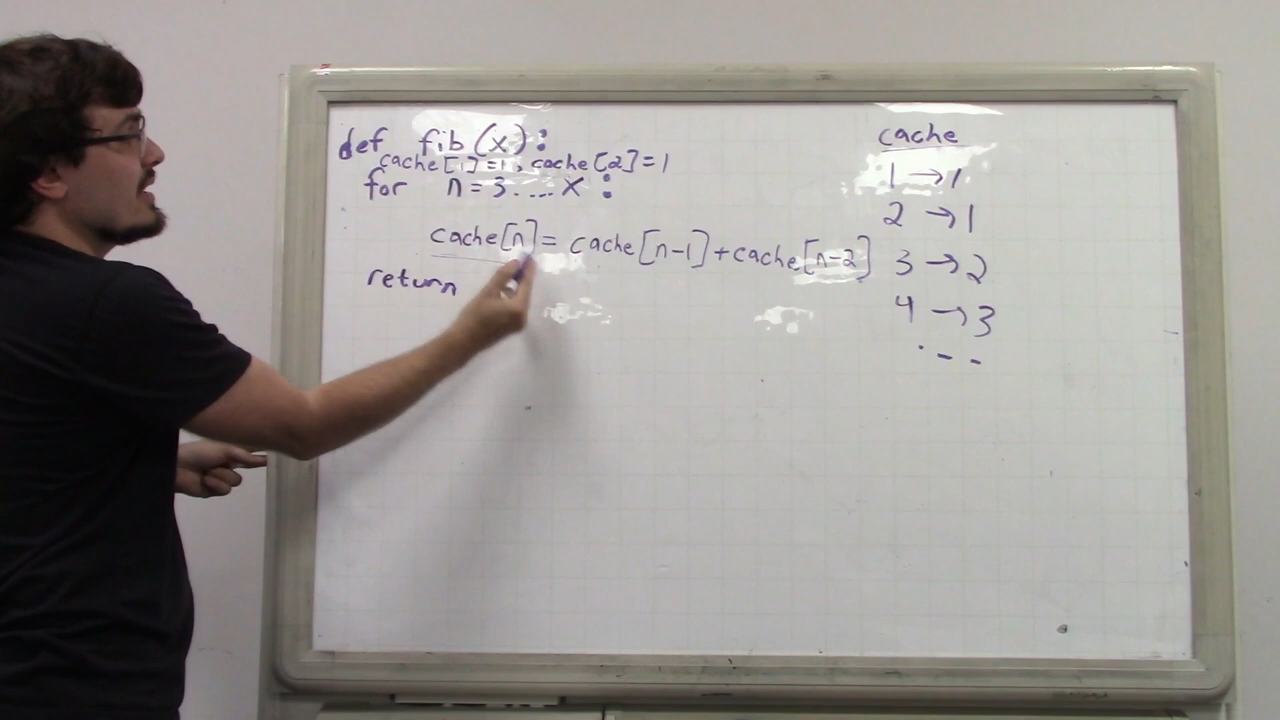 def fib(x):
cache[1]=1, cache[2]=1
for n=3....x:
cache[n]= cache[n-1]+cache[n-2]
return
cache
1→1
2→1
3→2
4→3
...